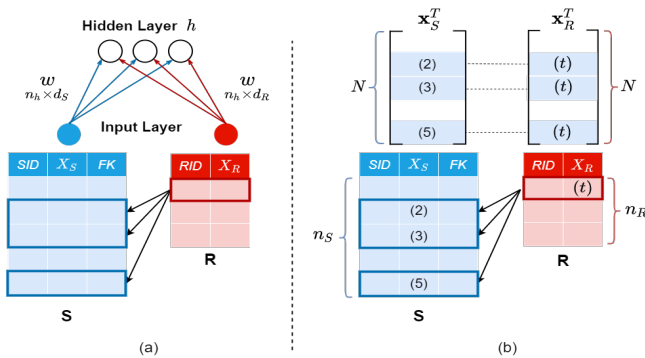 Hidden Layer h
w
n_h × d_S
w
n_h × d_R
Input Layer
SID X_S FK
RID X_R
R
S
(a)
x_S^T
x_R^T
N
(2) (t)
(3) (t)
(5) (t)
N
SID X_S FK
RID X_R
(t)
n_R
(2)
n_S
(3)
(5)
R
S
(b)